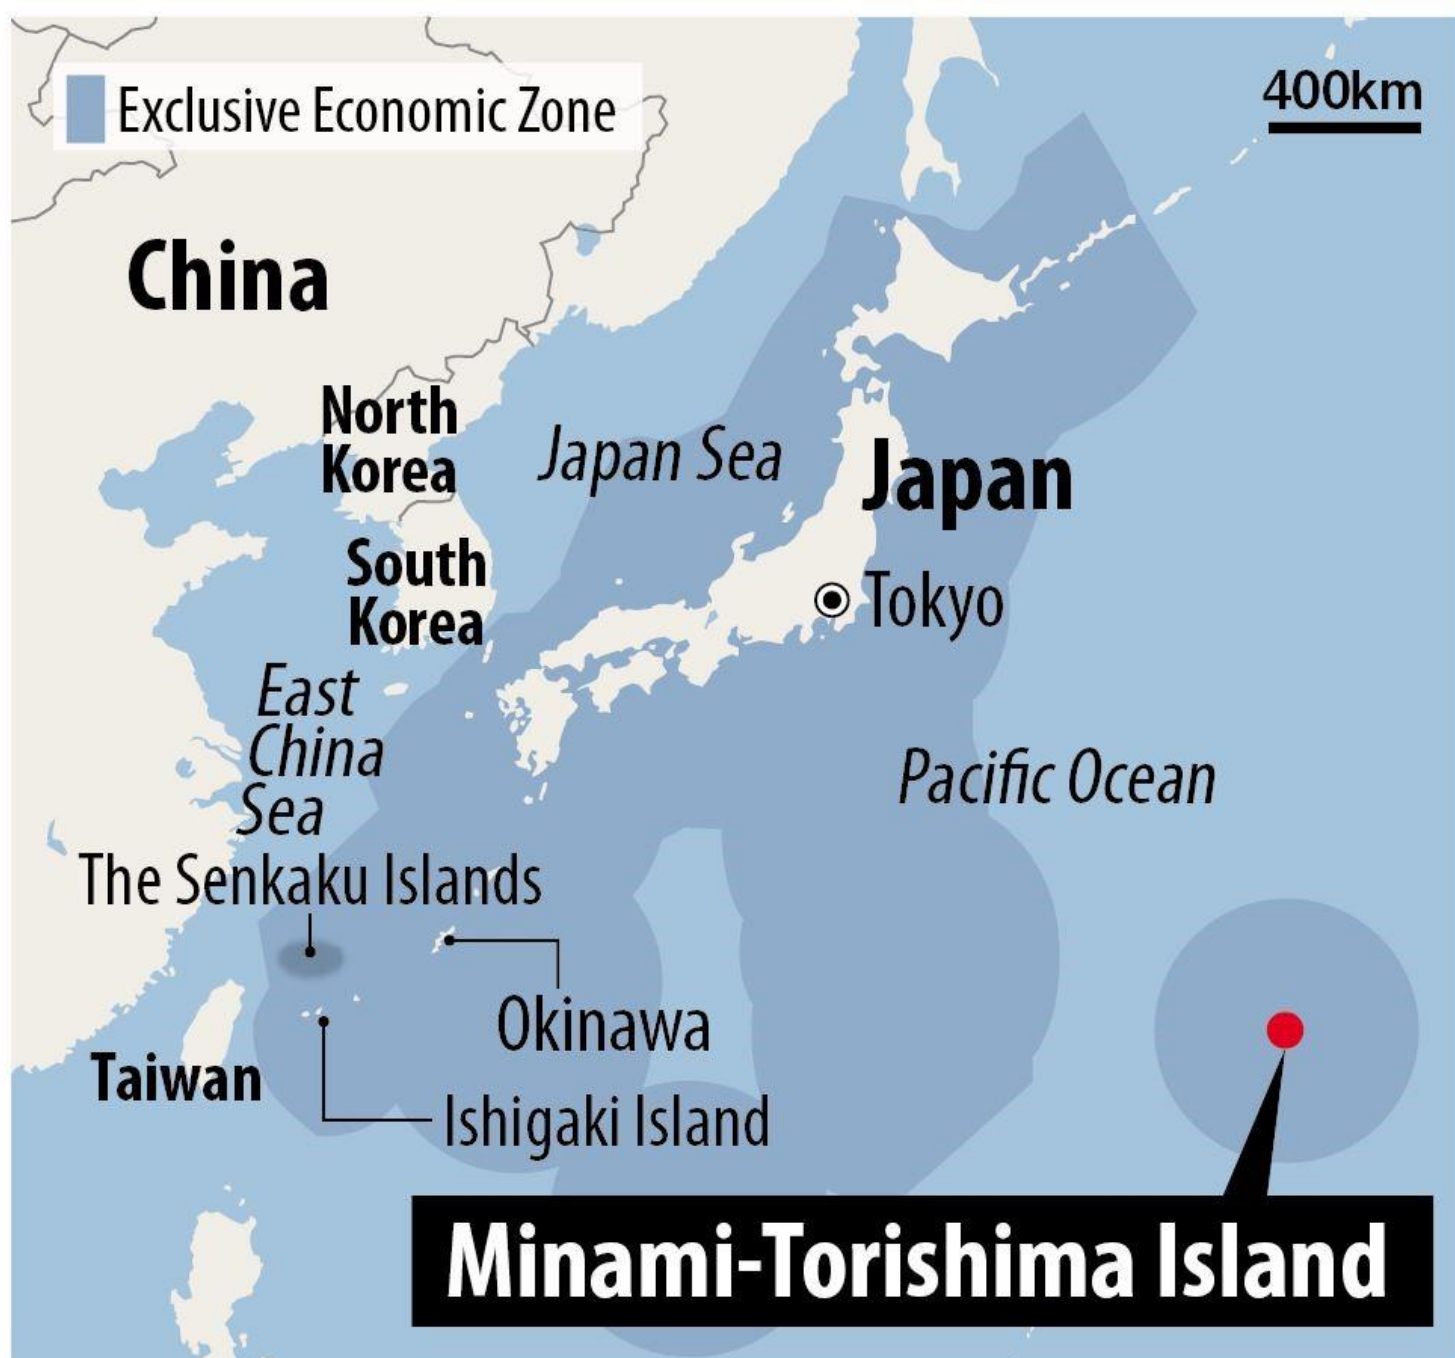 Exclusive Economic Zone
400km
China
North
Korea
Japan Sea
Japan
South
Korea
Tokyo
East
China
Sea
Pacific Ocean
The Senkaku Islands
Okinawa
Taiwan
Ishigaki Island
Minami-Torishima Island